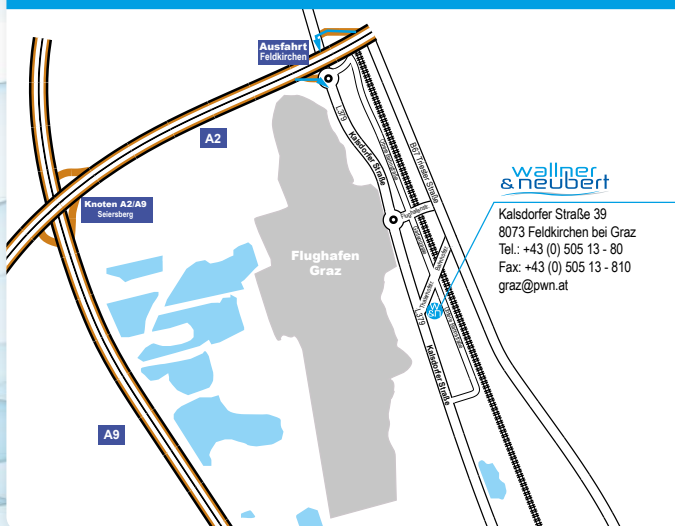 Ausfahrt
Feldkirchen
A2
L379
Kalsdorfer Straße
B67 Triester Straße
Knoten A2/A9
Seiersberg
Flughafenstr.
Flughafen
Graz
wallner
& neubert
Kalsdorfer Straße 39
8073 Feldkirchen bei Graz
Tel.: +43 (0) 505 13 - 80
Fax: +43 (0) 505 13 - 810
graz@pwn.at
L379
Kalsdorfer Straße
A9